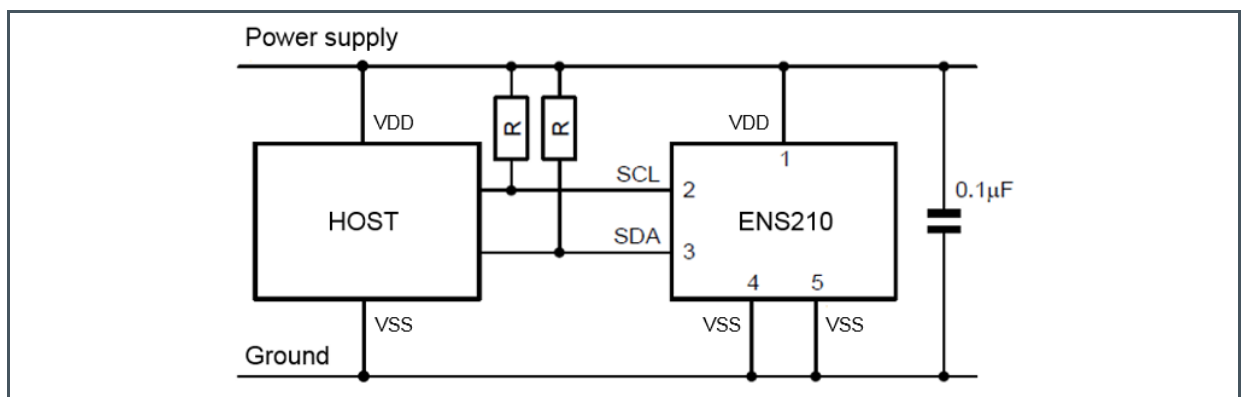 Power supply
VDD
R
R
VDD
1
SCL
2
0.1µF
HOST
ENS210
SDA
3
4
5
VSS
VSS
VSS
Ground